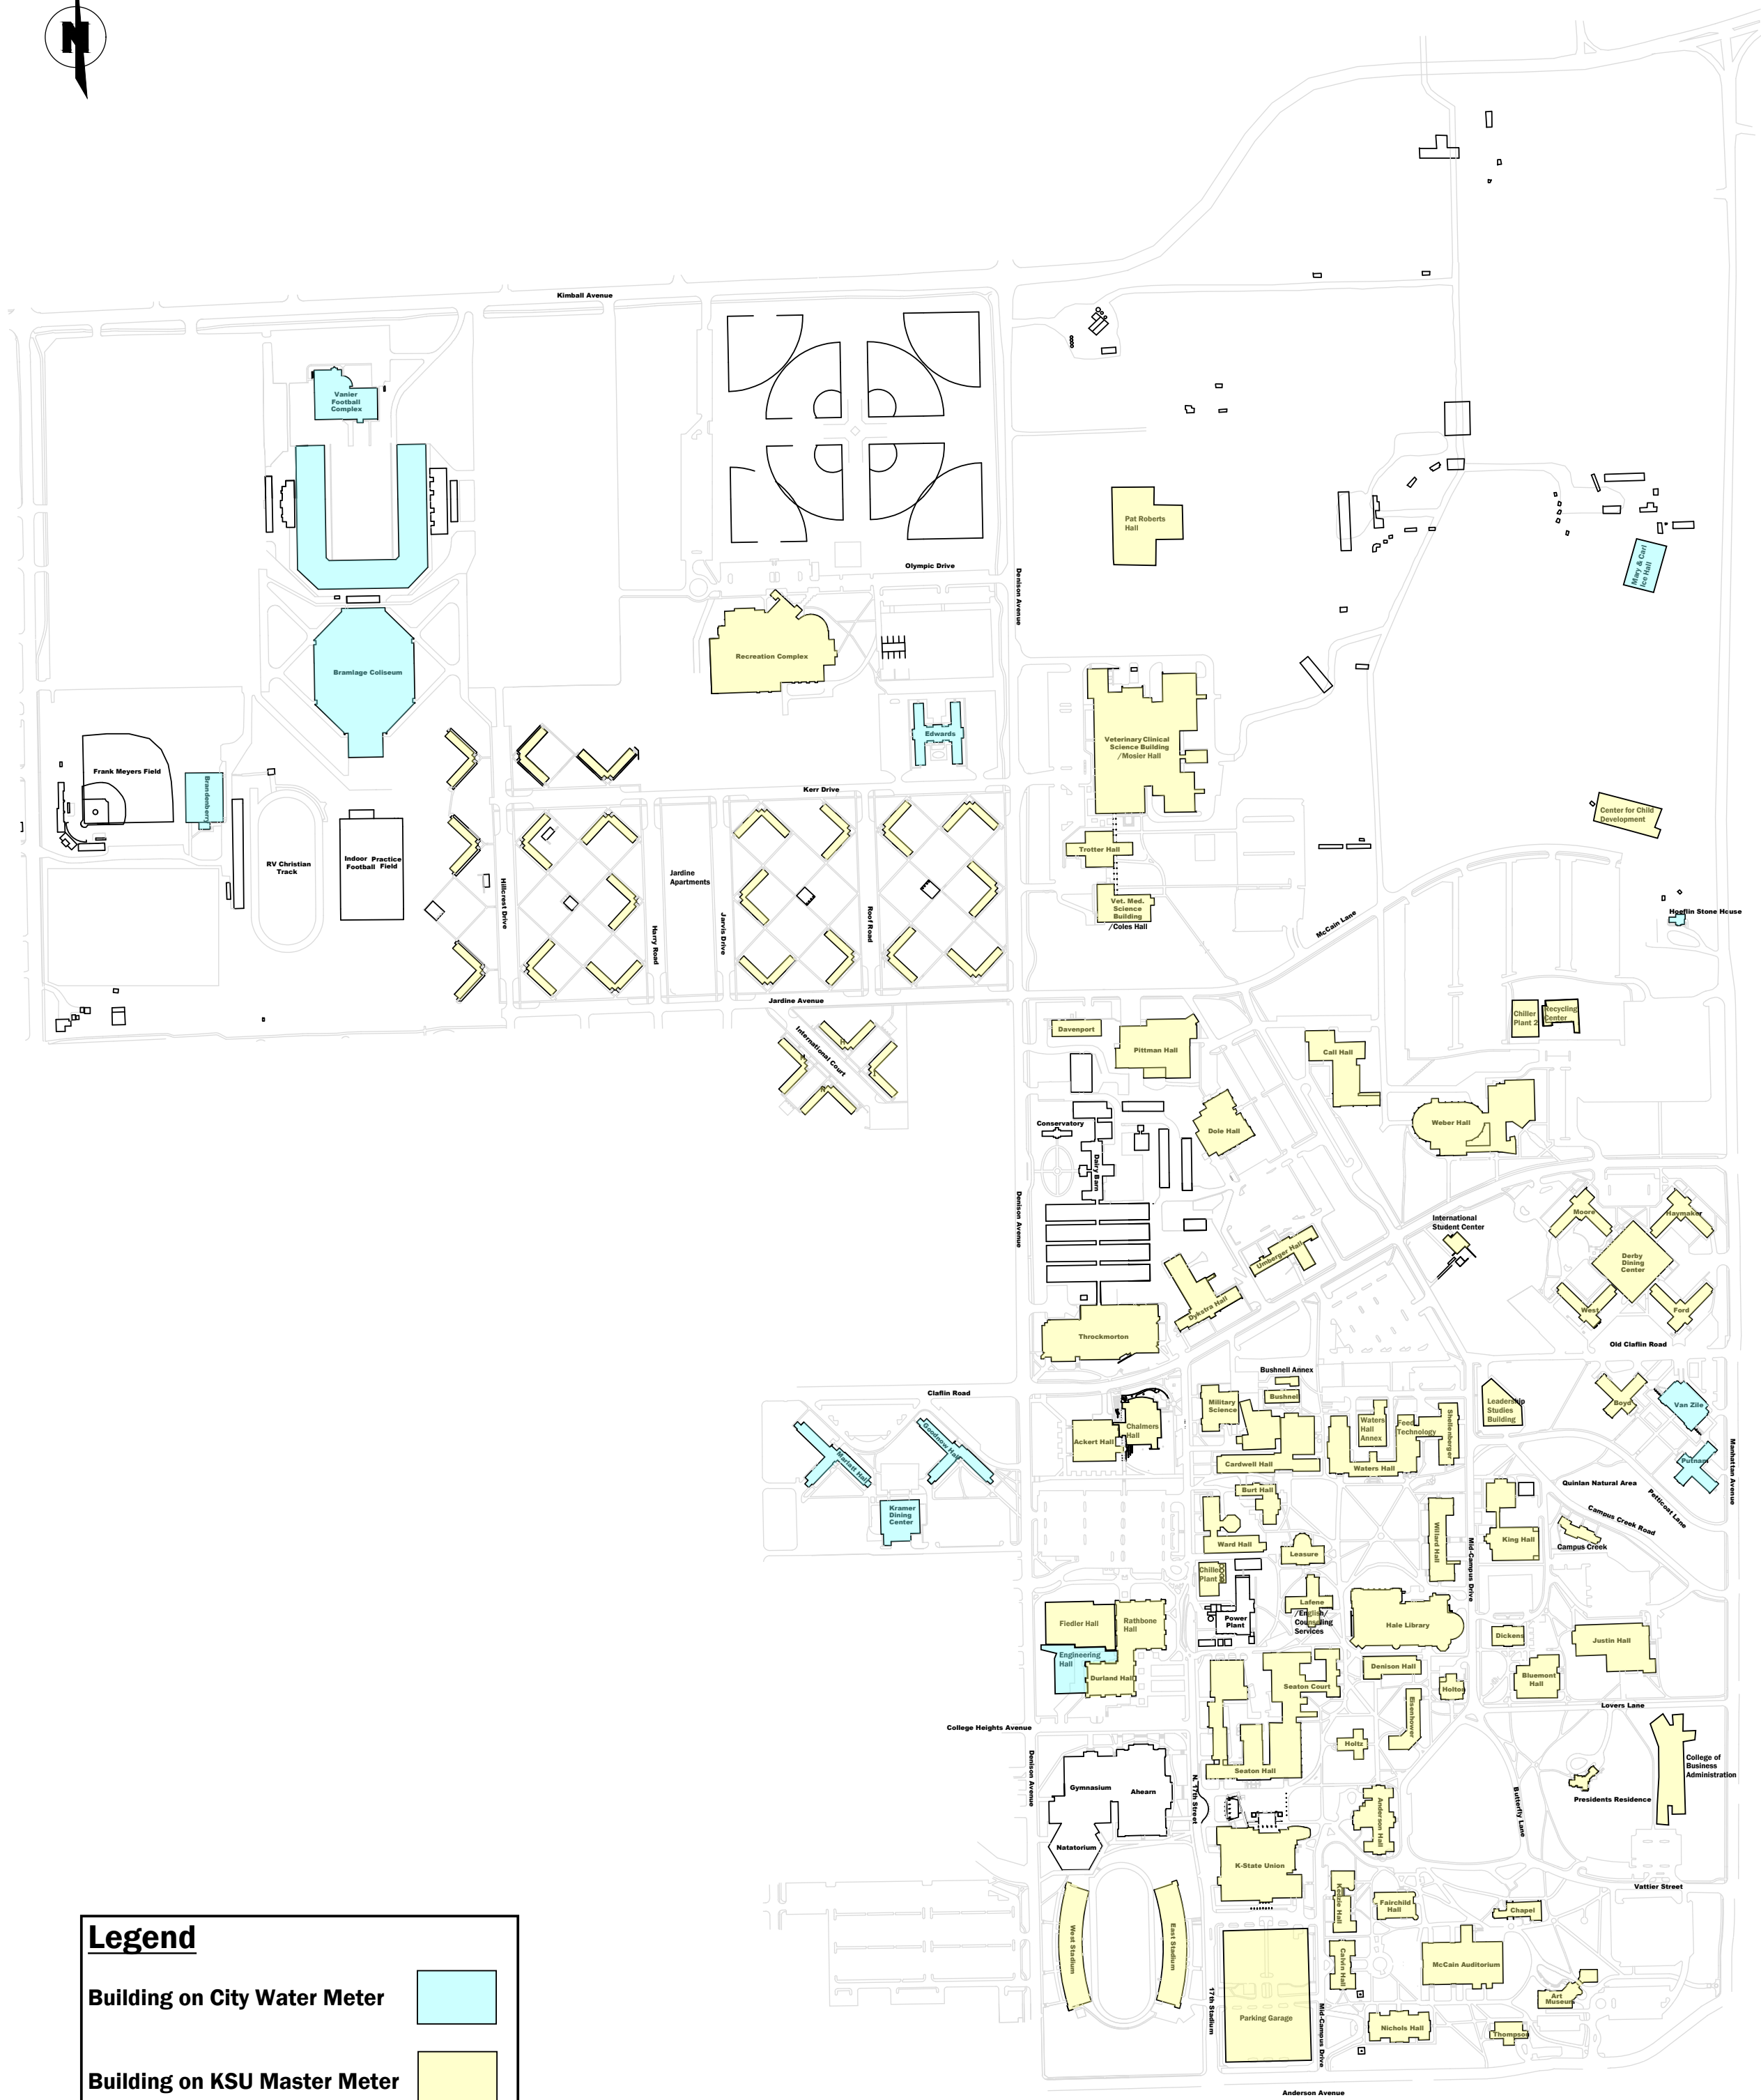 N
Kimball Avenue
Vanier
Football
Complex
Pat Roberts
Hall
Mary & Carl
Ice Hall
Olympic Drive
Denison Avenue
Recreation Complex
Bramlage Coliseum
Edwards
Veterinary Clinical
Science Building
/Mosier Hall
Frank Meyers Field
Brandenberry
Kerr Drive
Center for Child
Development
Trotter Hall
RV Christian
Track
Indoor Practice
Football Field
Jardine
Apartments
Hillcrest Drive
Harry Road
Jarvis Drive
Roof Road
Vet. Med.
Science
Building
/Coles Hall
McCain Lane
Hoeflin Stone House
Jardine Avenue
International Court
H
Davenport
Pittman Hall
Call Hall
Chiller
Plant 2
Recycling
Center
Weber Hall
Dole Hall
Conservatory
Dairy Barn
Denison Avenue
International
Student Center
Moore
Haymaker
Derby
Dining
Center
West
Ford
Umberger Hall
Dykstra Hall
Throckmorton
Old Claflin Road
Bushnell Annex
Bushnell
Claflin Road
Military
Science
Leadership
Studies
Building
Boyd
Van Zile
Chalmers
Hall
Ackert Hall
Waters
Hall
Annex
Feed
Technology
Shellenberger
Marlatt Hall
Goodnow Hall
Cardwell Hall
Waters Hall
Putnam
Manhattan Avenue
Quinlan Natural Area
Petticoat Lane
Campus Creek Road
Burt Hall
Kramer
Dining
Center
Ward Hall
Willard Hall
Mid-Campus Drive
King Hall
Campus Creek
Leasure
Chiller
Plant
Power
Plant
Lafene
/English/
Counseling
Services
Hale Library
Fiedler Hall
Rathbone
Hall
Engineering
Hall
Durland Hall
Dickens
Justin Hall
Denison Hall
Bluemont
Hall
Holton
Seaton Court
Eisenhower
Lovers Lane
College Heights Avenue
Holtz
Seaton Hall
College of
Business
Administration
Denison Avenue
Gymnasium
Ahearn
N. 17th Street
Natatorium
Presidents Residence
Butterfly Lane
Anderson Hall
K-State Union
Vattier Street
Kedzie Hall
Fairchild
Hall
Chapel
West Stadium
East Stadium
Calvin Hall
McCain Auditorium
Art
Museum
17th Stadium
Parking Garage
Mid-Campus Drive
Nichols Hall
Thompson
Anderson Avenue
Legend
Building on City Water Meter
Building on KSU Master Meter